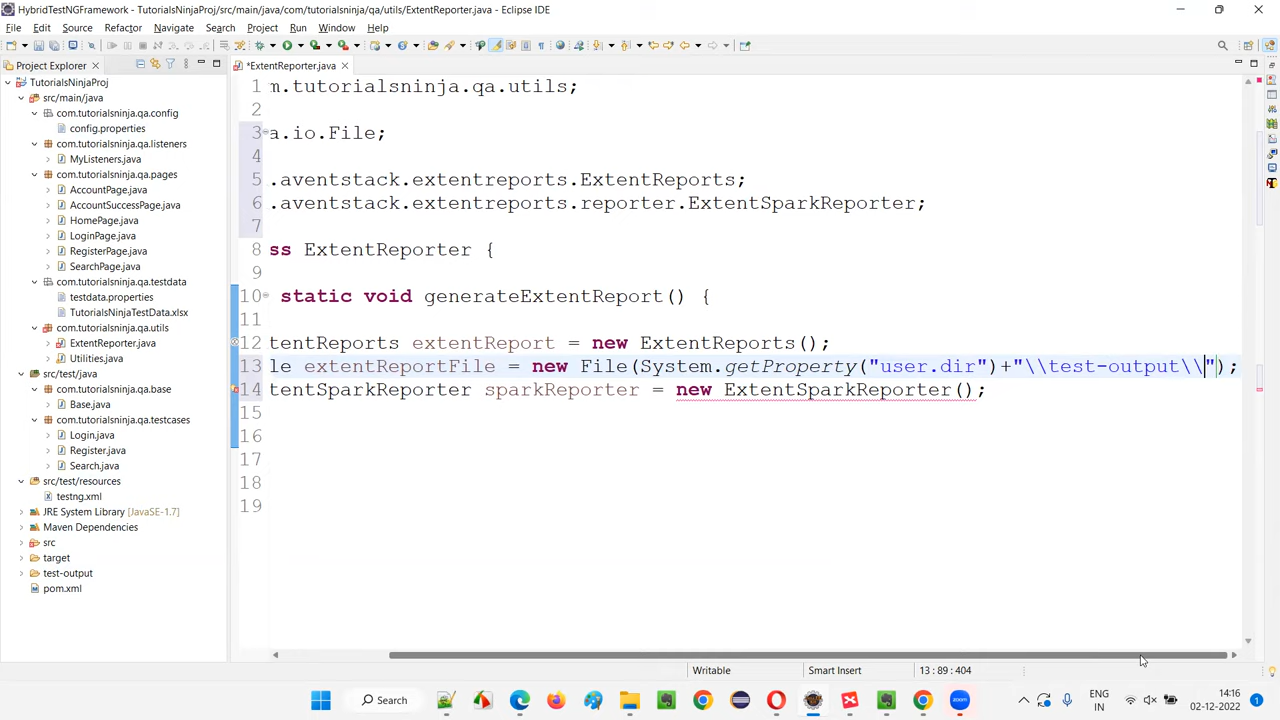 HybridTestNGFramework - TutorialsNinjaProj/src/main/java/com/tutorialsninja/qa/utils/ExtentReporter.java - Eclipse IDE
File Edit Source Refactor Navigate Search Project Run Window Help
Project Explorer
*ExtentReporter.java
TutorialsNinjaProj
src/main/java
com.tutorialsninja.qa.config
config.properties
com.tutorialsninja.qa.listeners
MyListeners.java
com.tutorialsninja.qa.pages
AccountPage.java
AccountSuccessPage.java
HomePage.java
LoginPage.java
RegisterPage.java
SearchPage.java
com.tutorialsninja.qa.testdata
testdata.properties
TutorialsNinjaTestData.xlsx
com.tutorialsninja.qa.utils
ExtentReporter.java
Utilities.java
src/test/java
com.tutorialsninja.qa.base
Base.java
com.tutorialsninja.qa.testcases
Login.java
Register.java
Search.java
src/test/resources
testng.xml
JRE System Library [JavaSE-1.7]
Maven Dependencies
src
target
test-output
pom.xml
1 m.tutorialsninja.qa.utils;
2
3 a.io.File;
4
5 .aventstack.extentreports.ExtentReports;
6 .aventstack.extentreports.reporter.ExtentSparkReporter;
7
8 ss ExtentReporter {
9
10 static void generateExtentReport() {
11
12 tentReports extentReport = new ExtentReports();
13 le extentReportFile = new File(System.getProperty("user.dir")+"\\test-output\\");
14 tentSparkReporter sparkReporter = new ExtentSparkReporter();
15
16
17
18
19
Writable Smart Insert 13 : 89 : 404
Search
ENG
IN
14:16
02-12-2022
1